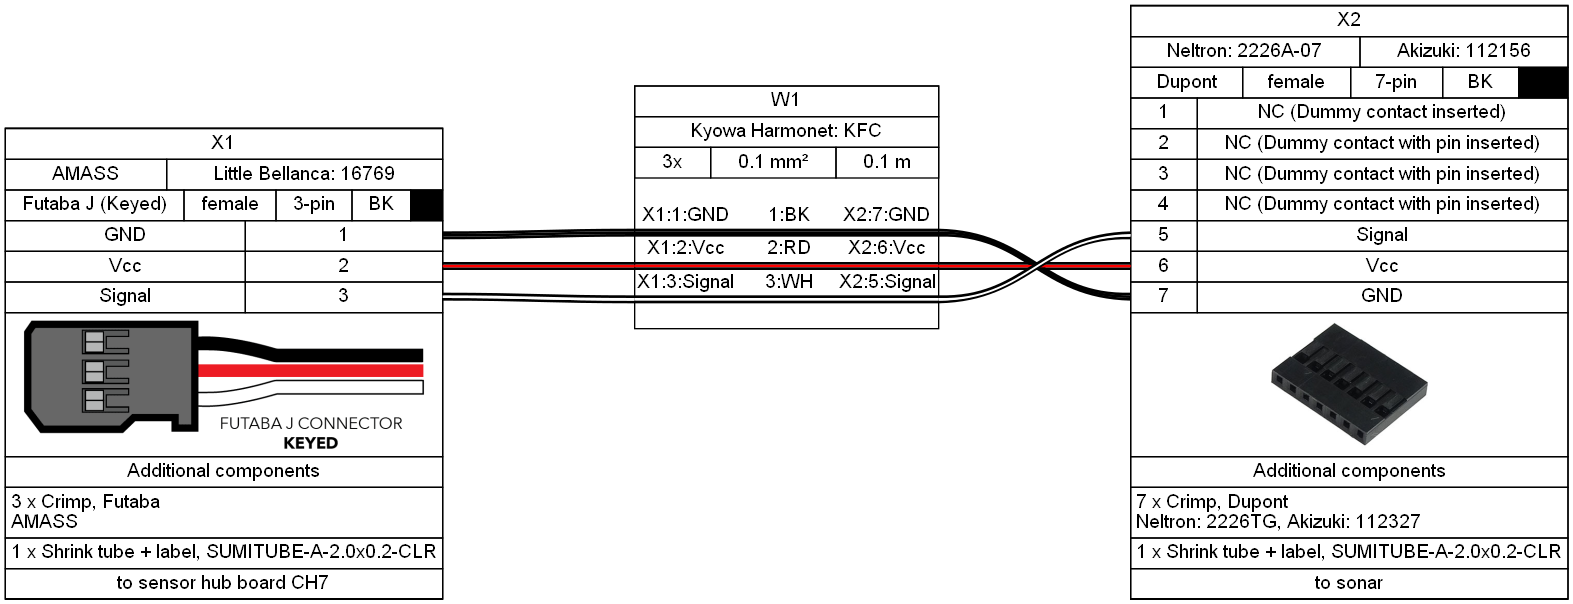 X1
AMASS Little Bellanca: 16769
Futaba J (Keyed) female 3-pin BK
GND 1
Vcc 2
Signal 3
FUTABA J CONNECTOR
KEYED
Additional components
3 x Crimp, Futaba
AMASS
1 x Shrink tube + label, SUMITUBE-A-2.0x0.2-CLR
to sensor hub board CH7
W1
Kyowa Harmonet: KFC
3x 0.1 mm² 0.1 m
X1:1:GND 1:BK X2:7:GND
X1:2:Vcc 2:RD X2:6:Vcc
X1:3:Signal 3:WH X2:5:Signal
X2
Neltron: 2226A-07 Akizuki: 112156
Dupont female 7-pin BK
1 NC (Dummy contact inserted)
2 NC (Dummy contact with pin inserted)
3 NC (Dummy contact with pin inserted)
4 NC (Dummy contact with pin inserted)
5 Signal
6 Vcc
7 GND
Additional components
7 x Crimp, Dupont
Neltron: 2226TG, Akizuki: 112327
1 x Shrink tube + label, SUMITUBE-A-2.0x0.2-CLR
to sonar